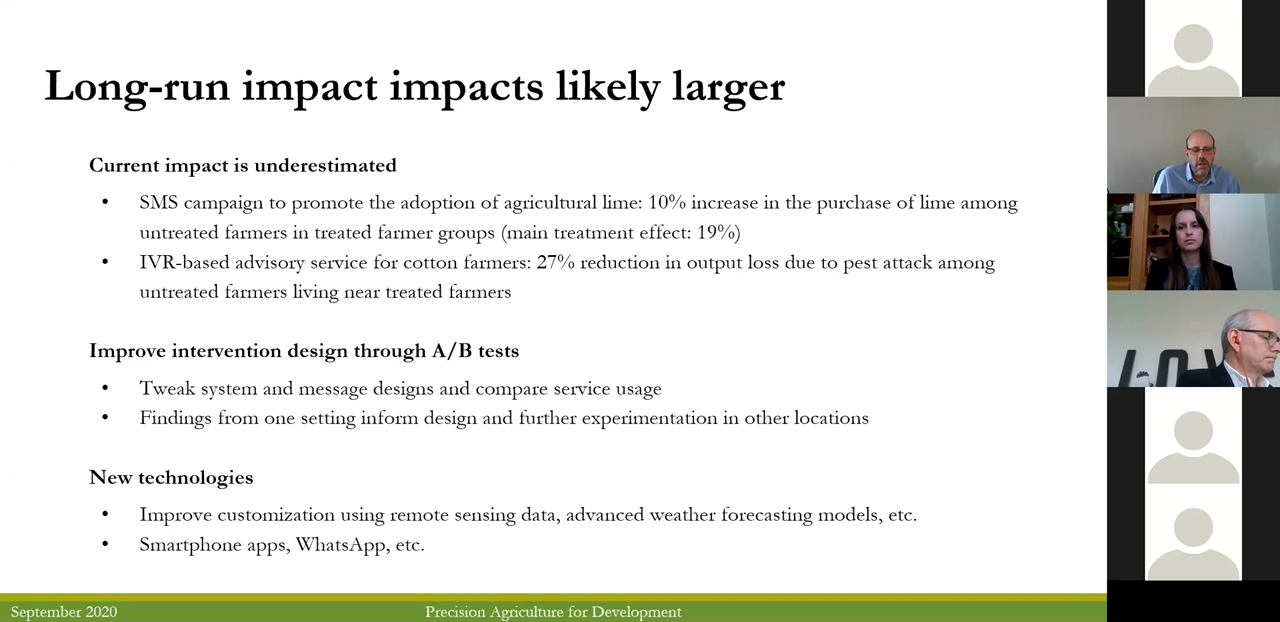 Long-run impact impacts likely larger
Current impact is underestimated
• SMS campaign to promote the adoption of agricultural lime: 10% increase in the purchase of lime among
untreated farmers in treated farmer groups (main treatment effect: 19%)
• IVR-based advisory service for cotton farmers: 27% reduction in output loss due to pest attack among
untreated farmers living near treated farmers
Improve intervention design through A/B tests
• Tweak system and message designs and compare service usage
• Findings from one setting inform design and further experimentation in other locations
New technologies
• Improve customization using remote sensing data, advanced weather forecasting models, etc.
• Smartphone apps, WhatsApp, etc.
September 2020
Precision Agriculture for Development